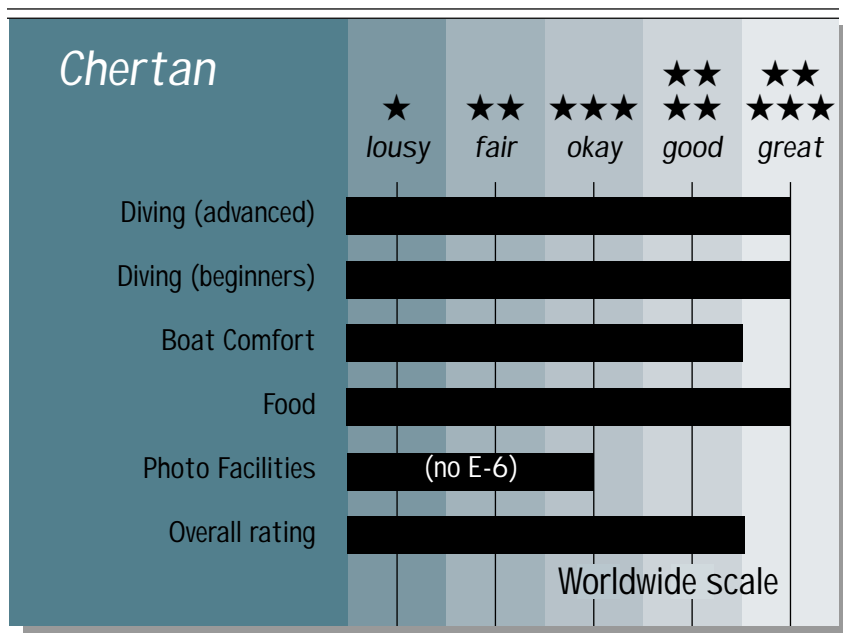 Chertan
★ ★★ ★★★ ★★★★ ★★★★★
lousy fair okay good great
Diving (advanced)
Diving (beginners)
Boat Comfort
Food
Photo Facilities (no E-6)
Overall rating
Worldwide scale